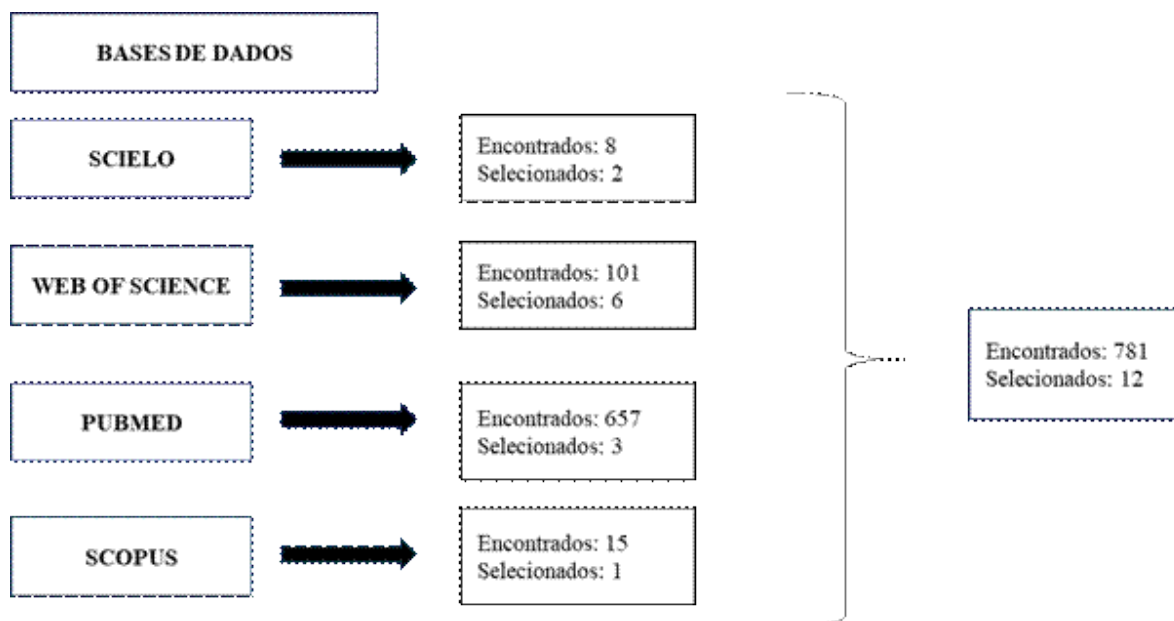 BASES DE DADOS
SCIELO
Encontrados: 8
Selecionados: 2
WEB OF SCIENCE
Encontrados: 101
Selecionados: 6
PUBMED
Encontrados: 657
Selecionados: 3
SCOPUS
Encontrados: 15
Selecionados: 1
Encontrados: 781
Selecionados: 12